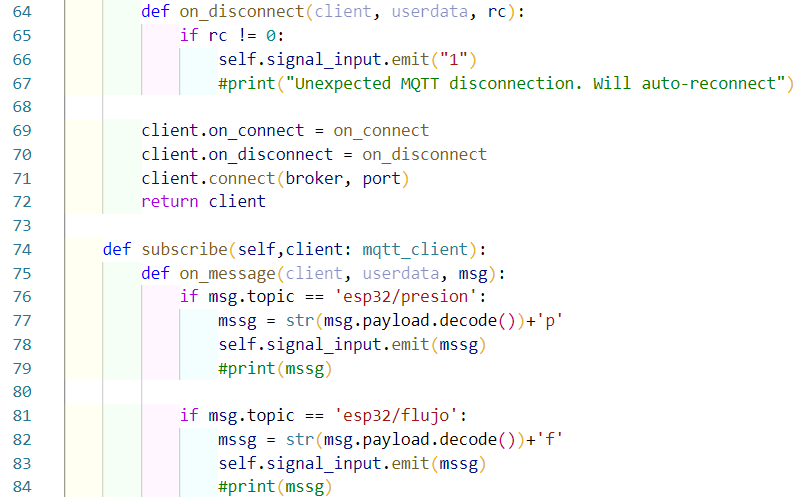 64 def on_disconnect(client, userdata, rc):
65 if rc != 0:
66 self.signal_input.emit("1")
67 #print("Unexpected MQTT disconnection. Will auto-reconnect")
68
69 client.on_connect = on_connect
70 client.on_disconnect = on_disconnect
71 client.connect(broker, port)
72 return client
73
74 def subscribe(self,client: mqtt_client):
75 def on_message(client, userdata, msg):
76 if msg.topic == 'esp32/presion':
77 mssg = str(msg.payload.decode())+'p'
78 self.signal_input.emit(mssg)
79 #print(mssg)
80
81 if msg.topic == 'esp32/flujo':
82 mssg = str(msg.payload.decode())+'f'
83 self.signal_input.emit(mssg)
84 #print(mssg)